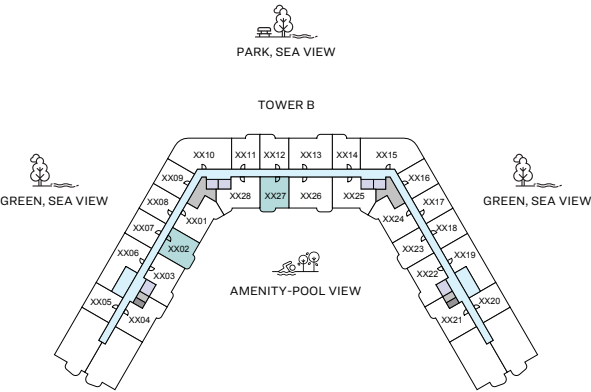 PARK, SEA VIEW
TOWER B
XX10 XX11 XX12 XX13 XX14 XX15
XX09 XX16
GREEN, SEA VIEW GREEN, SEA VIEW
XX28 XX27 XX26 XX25
XX08 XX17
XX01 XX24
XX07 XX18
XX02 XX23
XX06 XX19
XX03 XX22
AMENITY-POOL VIEW
XX05 XX20
XX04 XX21